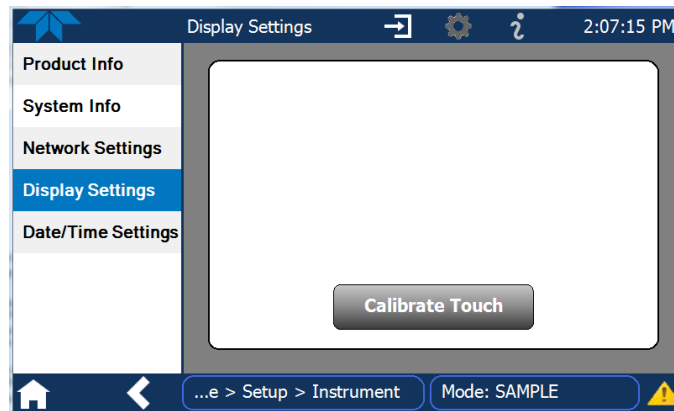 Display Settings
2:07:15 PM
Product Info
System Info
Network Settings
Display Settings
Date/Time Settings
Calibrate Touch
...e > Setup > Instrument
Mode: SAMPLE